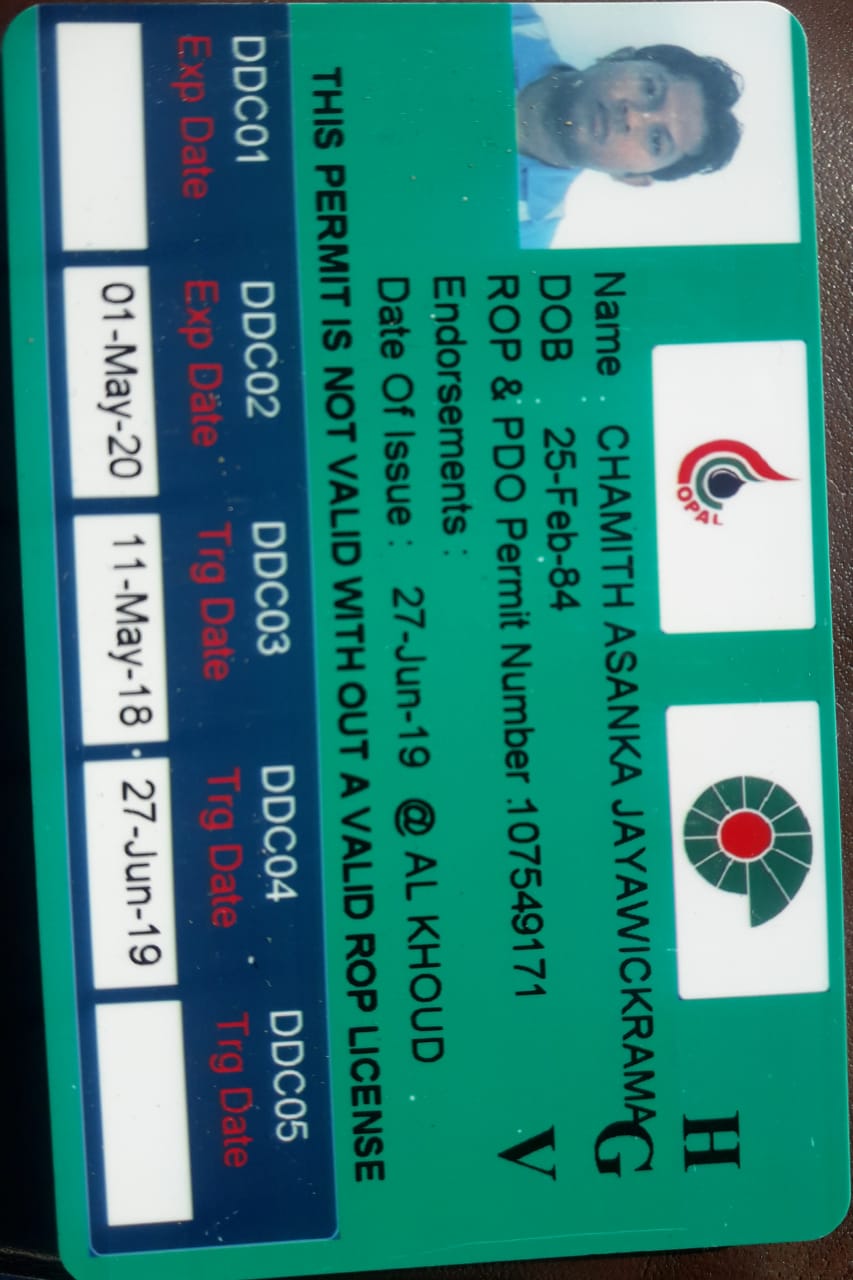 OPAL
H
Name : CHAMITH ASANKA JAYAWICKRAMA
G
DOB : 25-Feb-84
ROP & PDO Permit Number :107549171
V
Endorsements :
Date Of Issue : 27-Jun-19 @ AL KHOUD
THIS PERMIT IS NOT VALID WITH OUT A VALID ROP LICENSE
DDC01 DDC02 DDC03 DDC04 DDC05
Exp Date Exp Date Trg Date Trg Date Trg Date
01-May-20 11-May-18 27-Jun-19